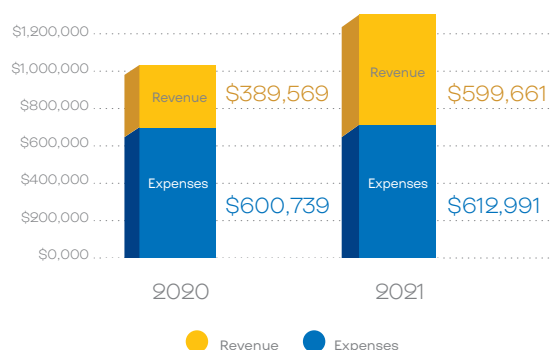 $1,200,000
$1,000,000
$800,000
$600,000
$400,000
$200,000
$0,000
Revenue
$389,569
Expenses
$600,739
Revenue
$599,661
Expenses
$612,991
2020
2021
Revenue
Expenses